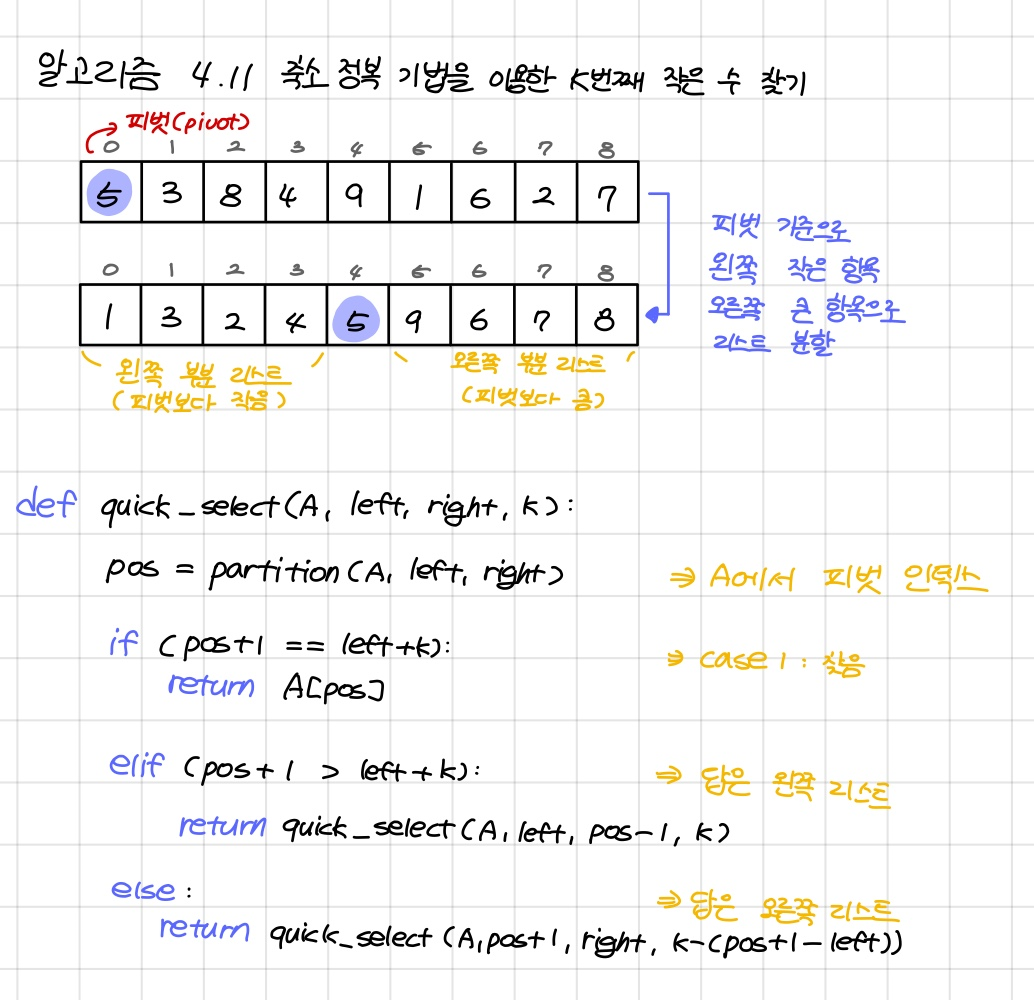 알고리즘 4.11 축소 정복 기법을 이용한 K번째 작은 수 찾기
피벗(pivot)
0 1 2 3 4 5 6 7 8
5 3 8 4 9 1 6 2 7
피벗 기준으로
왼쪽 작은 항목
오른쪽 큰 항목으로
리스트 분할
0 1 2 3 4 5 6 7 8
1 3 2 4 5 9 6 7 8
왼쪽 부분 리스트
(피벗보다 작음)
오른쪽 부분 리스트
(피벗보다 큼)
def quick_select(A, left, right, k):
pos = partition(A, left, right)
⇒ A에서 피벗 인덱스
if (pos+1 == left+k):
⇒ case 1 : 찾음
return A[pos]
elif (pos+1 > left+k):
⇒ 답은 왼쪽 리스트
return quick_select(A, left, pos-1, k)
else:
⇒ 답은 오른쪽 리스트
return quick_select(A, pos+1, right, k-(pos+1-left))